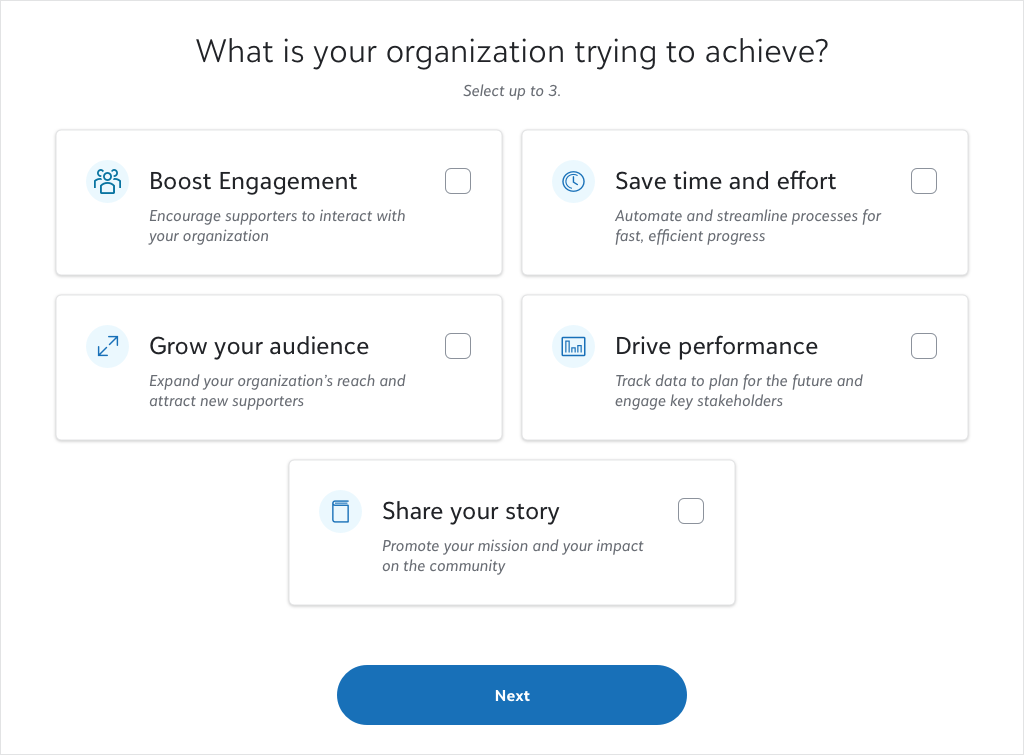 What is your organization trying to achieve?
Select up to 3.
Boost Engagement
Encourage supporters to interact with
your organization
Save time and effort
Automate and streamline processes for
fast, efficient progress
Grow your audience
Expand your organization's reach and
attract new supporters
Drive performance
Track data to plan for the future and
engage key stakeholders
Share your story
Promote your mission and your impact
on the community
Next